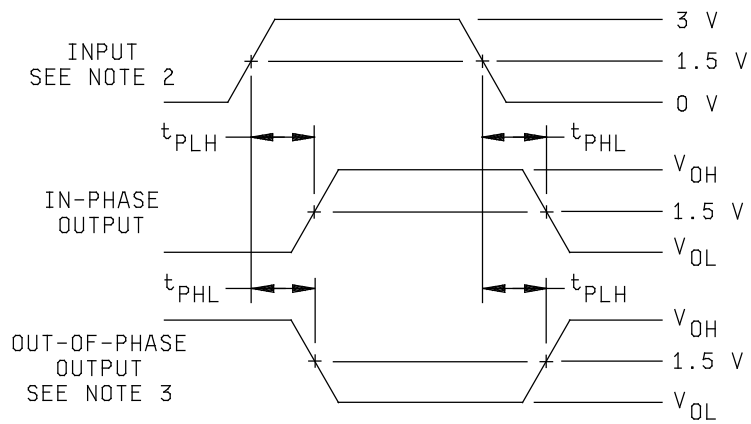 3 V
INPUT
SEE NOTE 2
1.5 V
0 V
tPLH
tPHL
VOH
IN-PHASE
OUTPUT
1.5 V
VOL
tPHL
tPLH
VOH
OUT-OF-PHASE
OUTPUT
SEE NOTE 3
1.5 V
VOL